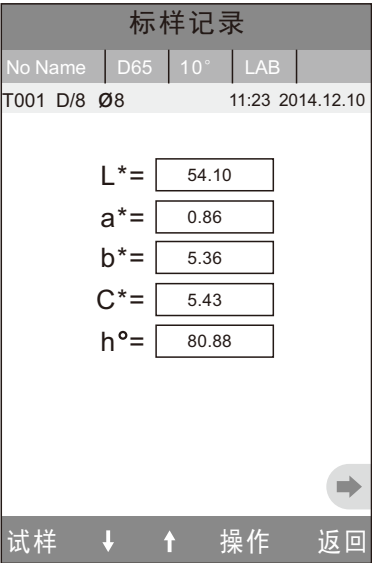 标样记录
No Name D65 10° LAB
T001 D/8 Ø8 11:23 2014.12.10
L*= 54.10
a*= 0.86
b*= 5.36
C*= 5.43
h°= 80.88
试样 ↓ ↑ 操作 返回